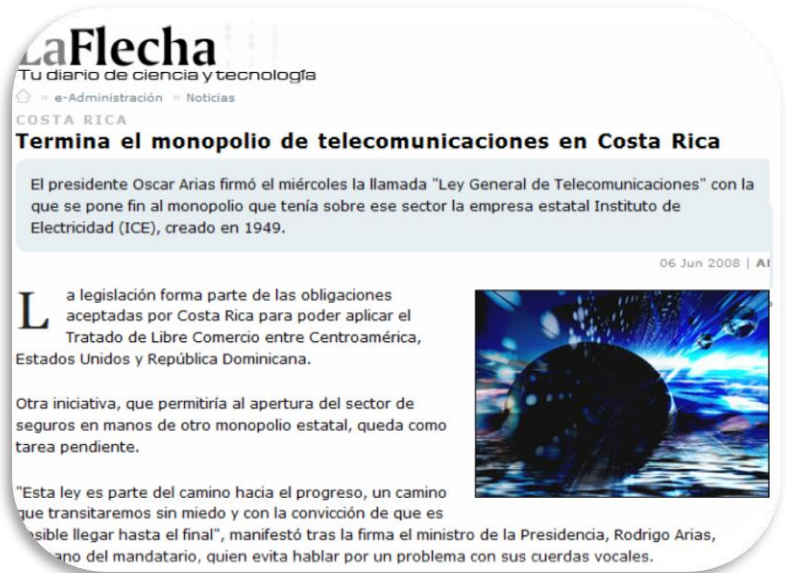 LaFlecha
Tu diario de ciencia y tecnología
» e-Administración » Noticias
COSTA RICA
Termina el monopolio de telecomunicaciones en Costa Rica
El presidente Oscar Arias firmó el miércoles la llamada "Ley General de Telecomunicaciones" con la
que se pone fin al monopolio que tenía sobre ese sector la empresa estatal Instituto de
Electricidad (ICE), creado en 1949.
06 Jun 2008 |
La legislación forma parte de las obligaciones
aceptadas por Costa Rica para poder aplicar el
Tratado de Libre Comercio entre Centroamérica,
Estados Unidos y República Dominicana.
Otra iniciativa, que permitiría al apertura del sector de
seguros en manos de otro monopolio estatal, queda como
tarea pendiente.
"Esta ley es parte del camino hacia el progreso, un camino
que transitaremos sin miedo y con la convicción de que es
posible llegar hasta el final", manifestó tras la firma el ministro de la Presidencia, Rodrigo Arias,
del mandatario, quien evita hablar por un problema con sus cuerdas vocales.